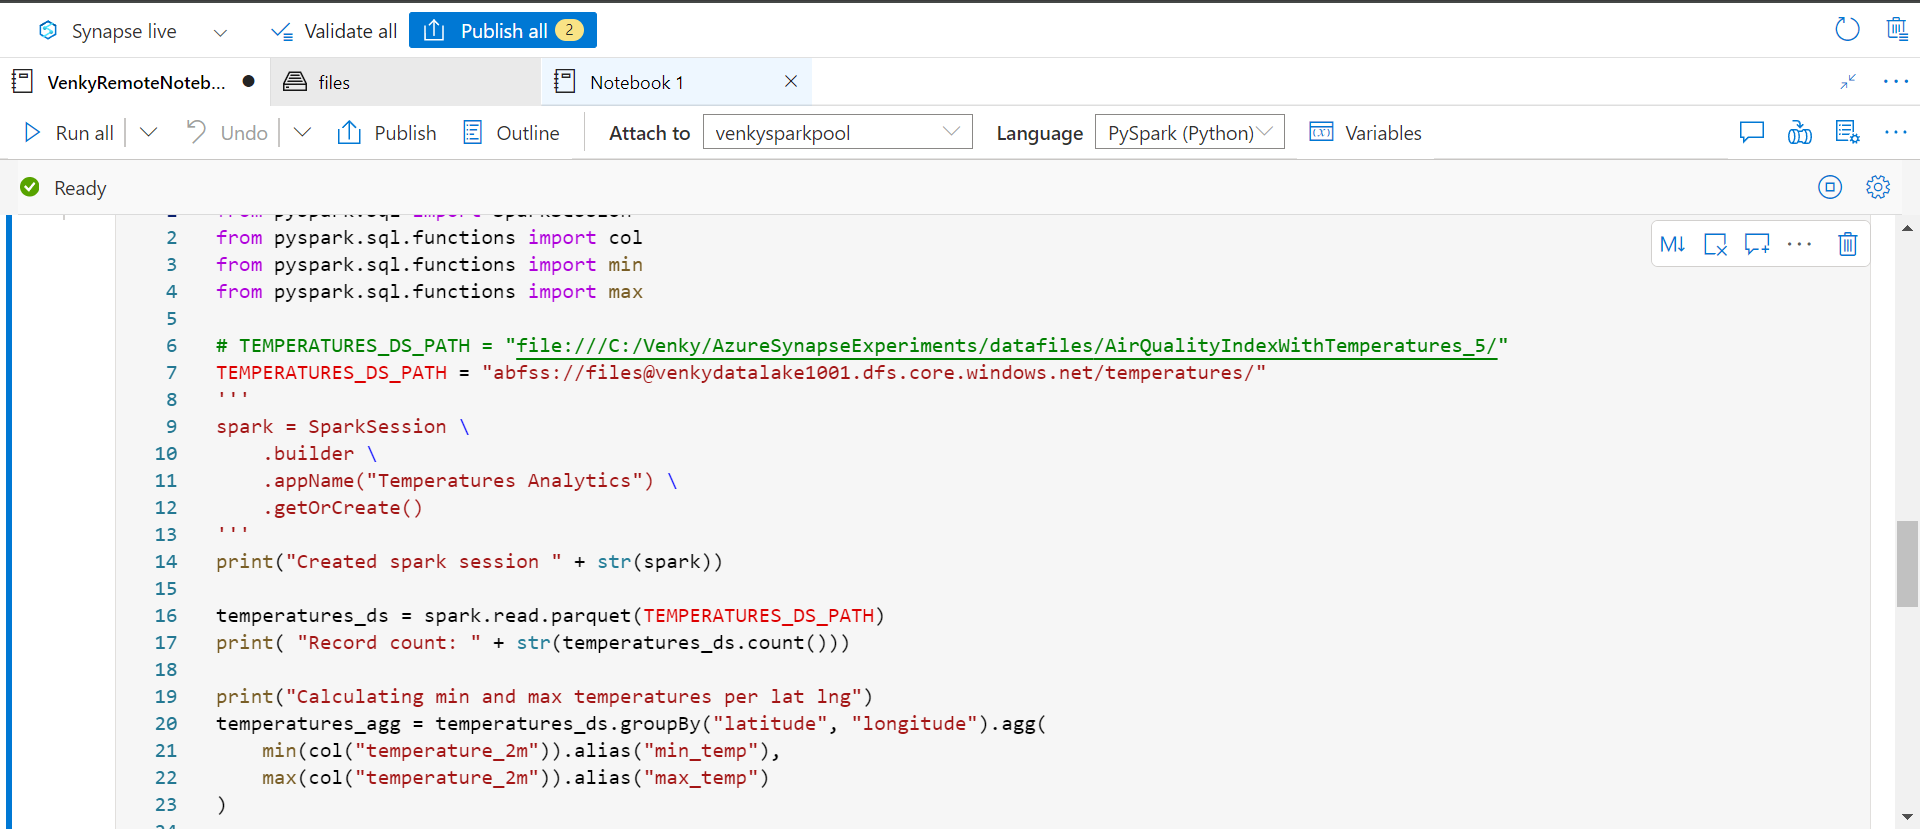 Synapse live Validate all Publish all 2
VenkyRemoteNoteb... files Notebook 1
Run all Undo Publish Outline Attach to venkysparkpool Language PySpark (Python) Variables
Ready
1 from pyspark.sql import SparkSession
2 from pyspark.sql.functions import col
M↓
3 from pyspark.sql.functions import min
4 from pyspark.sql.functions import max
5
6 # TEMPERATURES_DS_PATH = "file:///C:/Venky/AzureSynapseExperiments/datafiles/AirQualityIndexWithTemperatures_5/"
7 TEMPERATURES_DS_PATH = "abfss://files@venkydatalake1001.dfs.core.windows.net/temperatures/"
8 '''
9 spark = SparkSession \
10 .builder \
11 .appName("Temperatures Analytics") \
12 .getOrCreate()
13 '''
14 print("Created spark session " + str(spark))
15
16 temperatures_ds = spark.read.parquet(TEMPERATURES_DS_PATH)
17 print( "Record count: " + str(temperatures_ds.count()))
18
19 print("Calculating min and max temperatures per lat lng")
20 temperatures_agg = temperatures_ds.groupBy("latitude", "longitude").agg(
21 min(col("temperature_2m")).alias("min_temp"),
22 max(col("temperature_2m")).alias("max_temp")
23 )
24